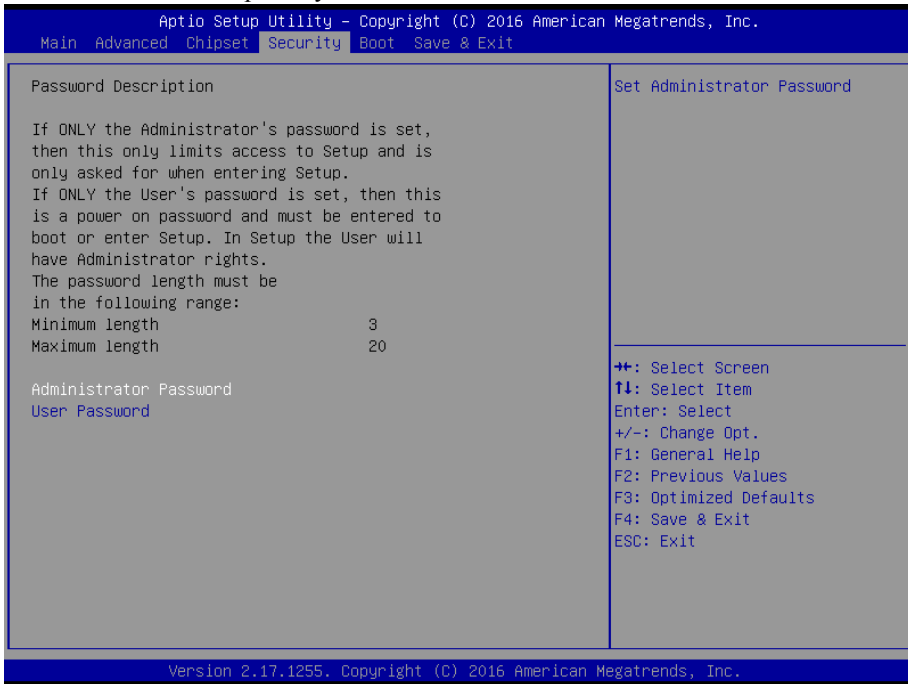 Aptio Setup Utility – Copyright (C) 2016 American Megatrends, Inc.
Main Advanced Chipset Security Boot Save & Exit
Password Description
If ONLY the Administrator's password is set,
then this only limits access to Setup and is
only asked for when entering Setup.
If ONLY the User's password is set, then this
is a power on password and must be entered to
boot or enter Setup. In Setup the User will
have Administrator rights.
The password length must be
in the following range:
Minimum length 3
Maximum length 20
Administrator Password
User Password
Set Administrator Password
→←: Select Screen
↑↓: Select Item
Enter: Select
+/-: Change Opt.
F1: General Help
F2: Previous Values
F3: Optimized Defaults
F4: Save & Exit
ESC: Exit
Version 2.17.1255. Copyright (C) 2016 American Megatrends, Inc.